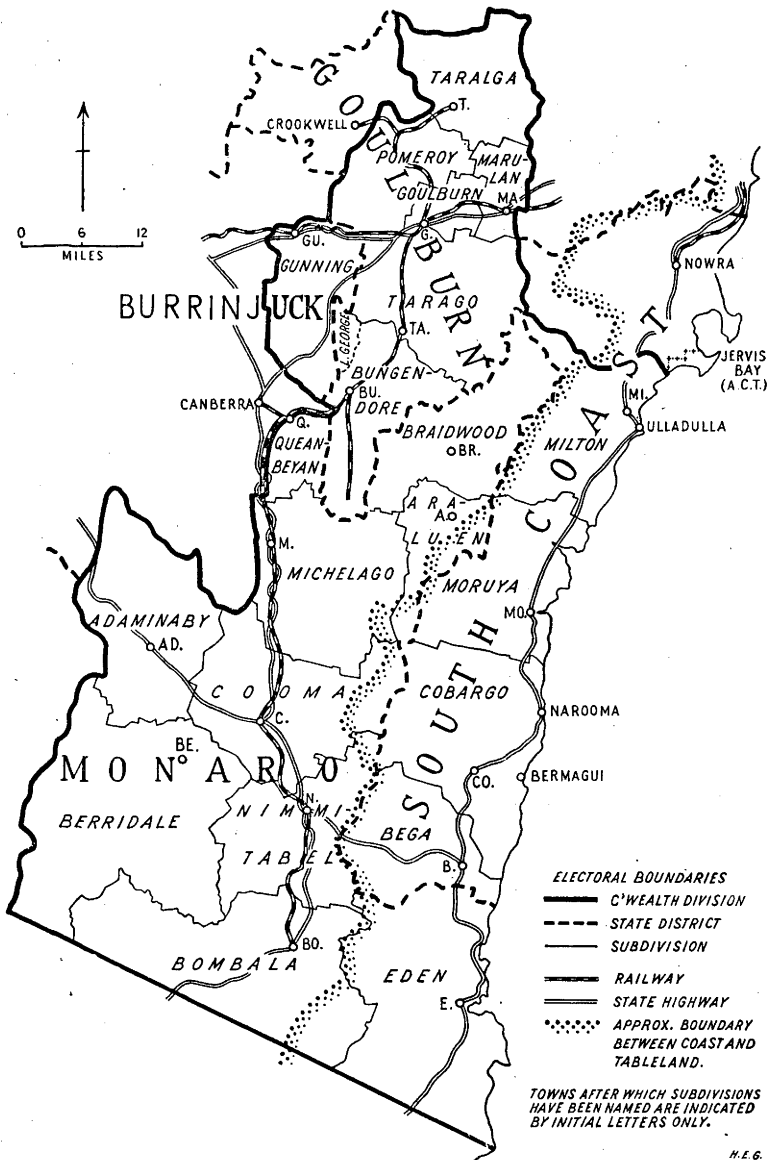 TARALGA
T.
CROOKWELL
GOULBURN
POMEROY
MARU-
LAN
GOULBURN
MA.
G.
0 6 12
MILES
GU.
GUNNING
NOWRA
BURRINJUCK
TARAGO
L. GEORGE
TA.
BUNGEN-
DORE
BU.
JERVIS
BAY
(A.C.T.)
CANBERRA
Q.
QUEAN-
BEYAN
BRAIDWOOD
BR.
MI.
MILTON
ULLADULLA
SOUTH COAST
ARA-
A.
LUEN
M.
MICHELAGO
MORUYA
MO.
ADAMINABY
AD.
COOMA
C.
COBARGO
NAROOMA
BE.
MONARO
CO.
BERMAGUI
BERRIDALE
N.
NIMMI-
TABEL
BEGA
B.
BO.
BOMBALA
EDEN
E.
ELECTORAL BOUNDARIES
C'WEALTH DIVISION
STATE DISTRICT
SUBDIVISION
RAILWAY
STATE HIGHWAY
APPROX. BOUNDARY
BETWEEN COAST AND
TABLELAND.
TOWNS AFTER WHICH SUBDIVISIONS
HAVE BEEN NAMED ARE INDICATED
BY INITIAL LETTERS ONLY.
H.E.G.